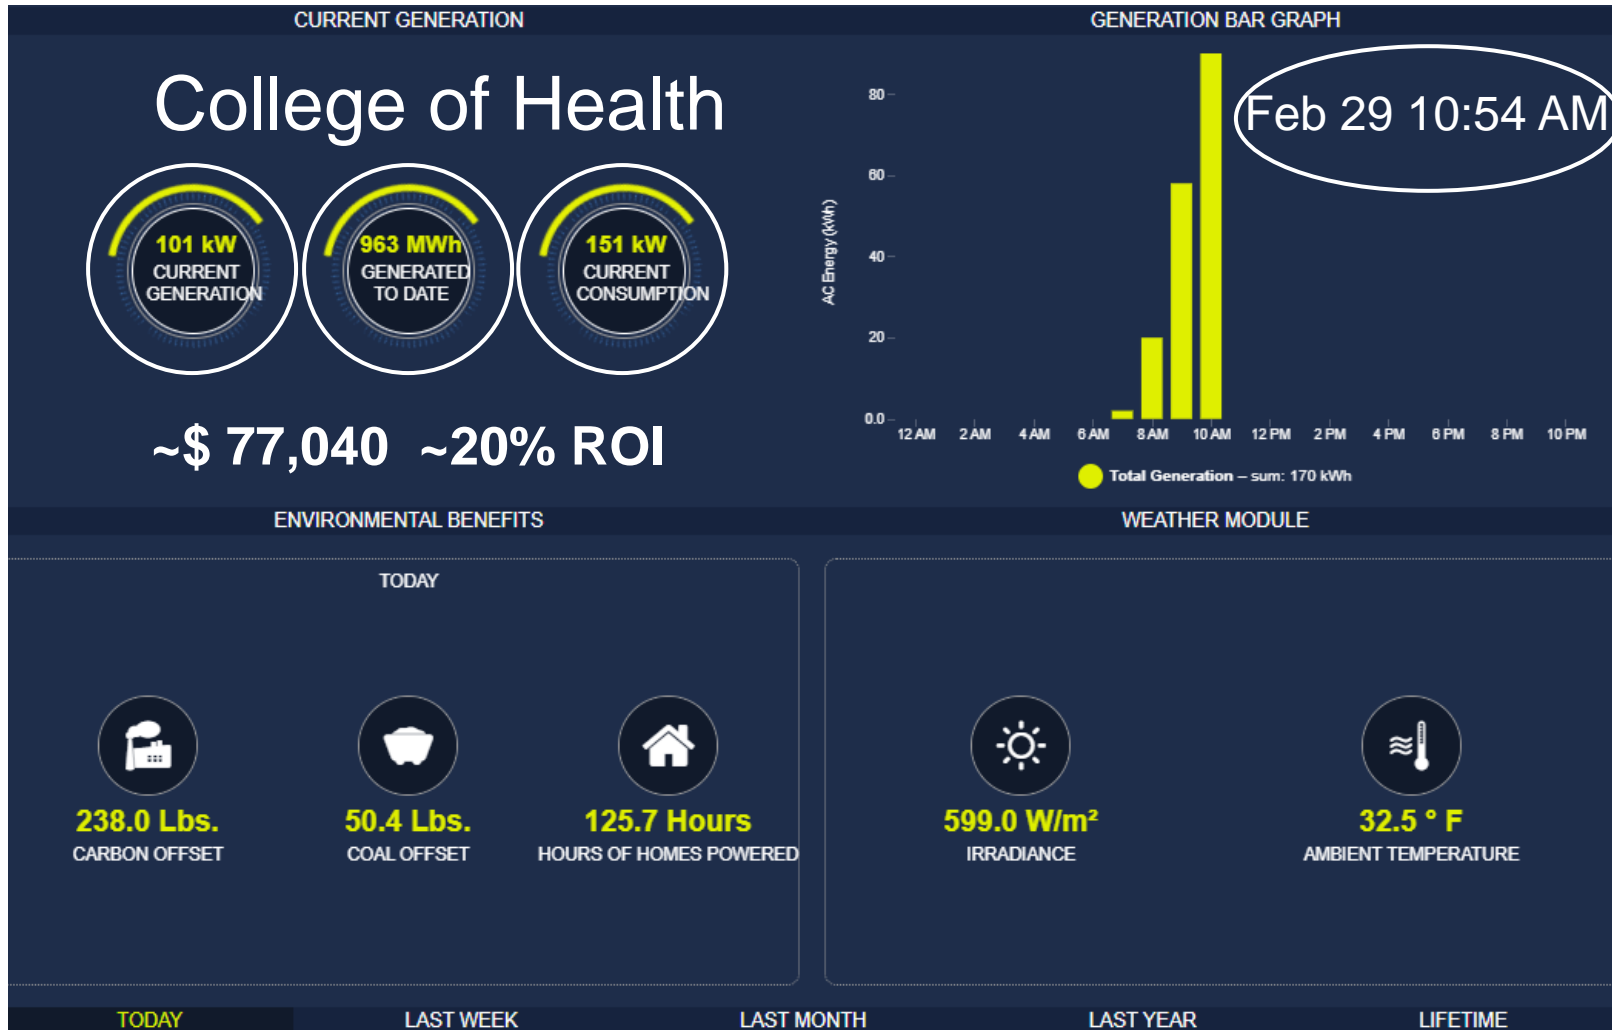 CURRENT GENERATION
College of Health
101 kW
CURRENT
GENERATION
963 MWh
GENERATED
TO DATE
151 kW
CURRENT
CONSUMPTION
~$ 77,040 ~20% ROI
GENERATION BAR GRAPH
Feb 29 10:54 AM
AC Energy (kWh)
80
60
40
20
0.0
12 AM 2 AM 4 AM 6 AM 8 AM 10 AM 12 PM 2 PM 4 PM 6 PM 8 PM 10 PM
Total Generation – sum: 170 kWh
ENVIRONMENTAL BENEFITS
TODAY
238.0 Lbs.
CARBON OFFSET
50.4 Lbs.
COAL OFFSET
125.7 Hours
HOURS OF HOMES POWERED
WEATHER MODULE
599.0 W/m²
IRRADIANCE
32.5 ° F
AMBIENT TEMPERATURE
TODAY LAST WEEK LAST MONTH LAST YEAR LIFETIME